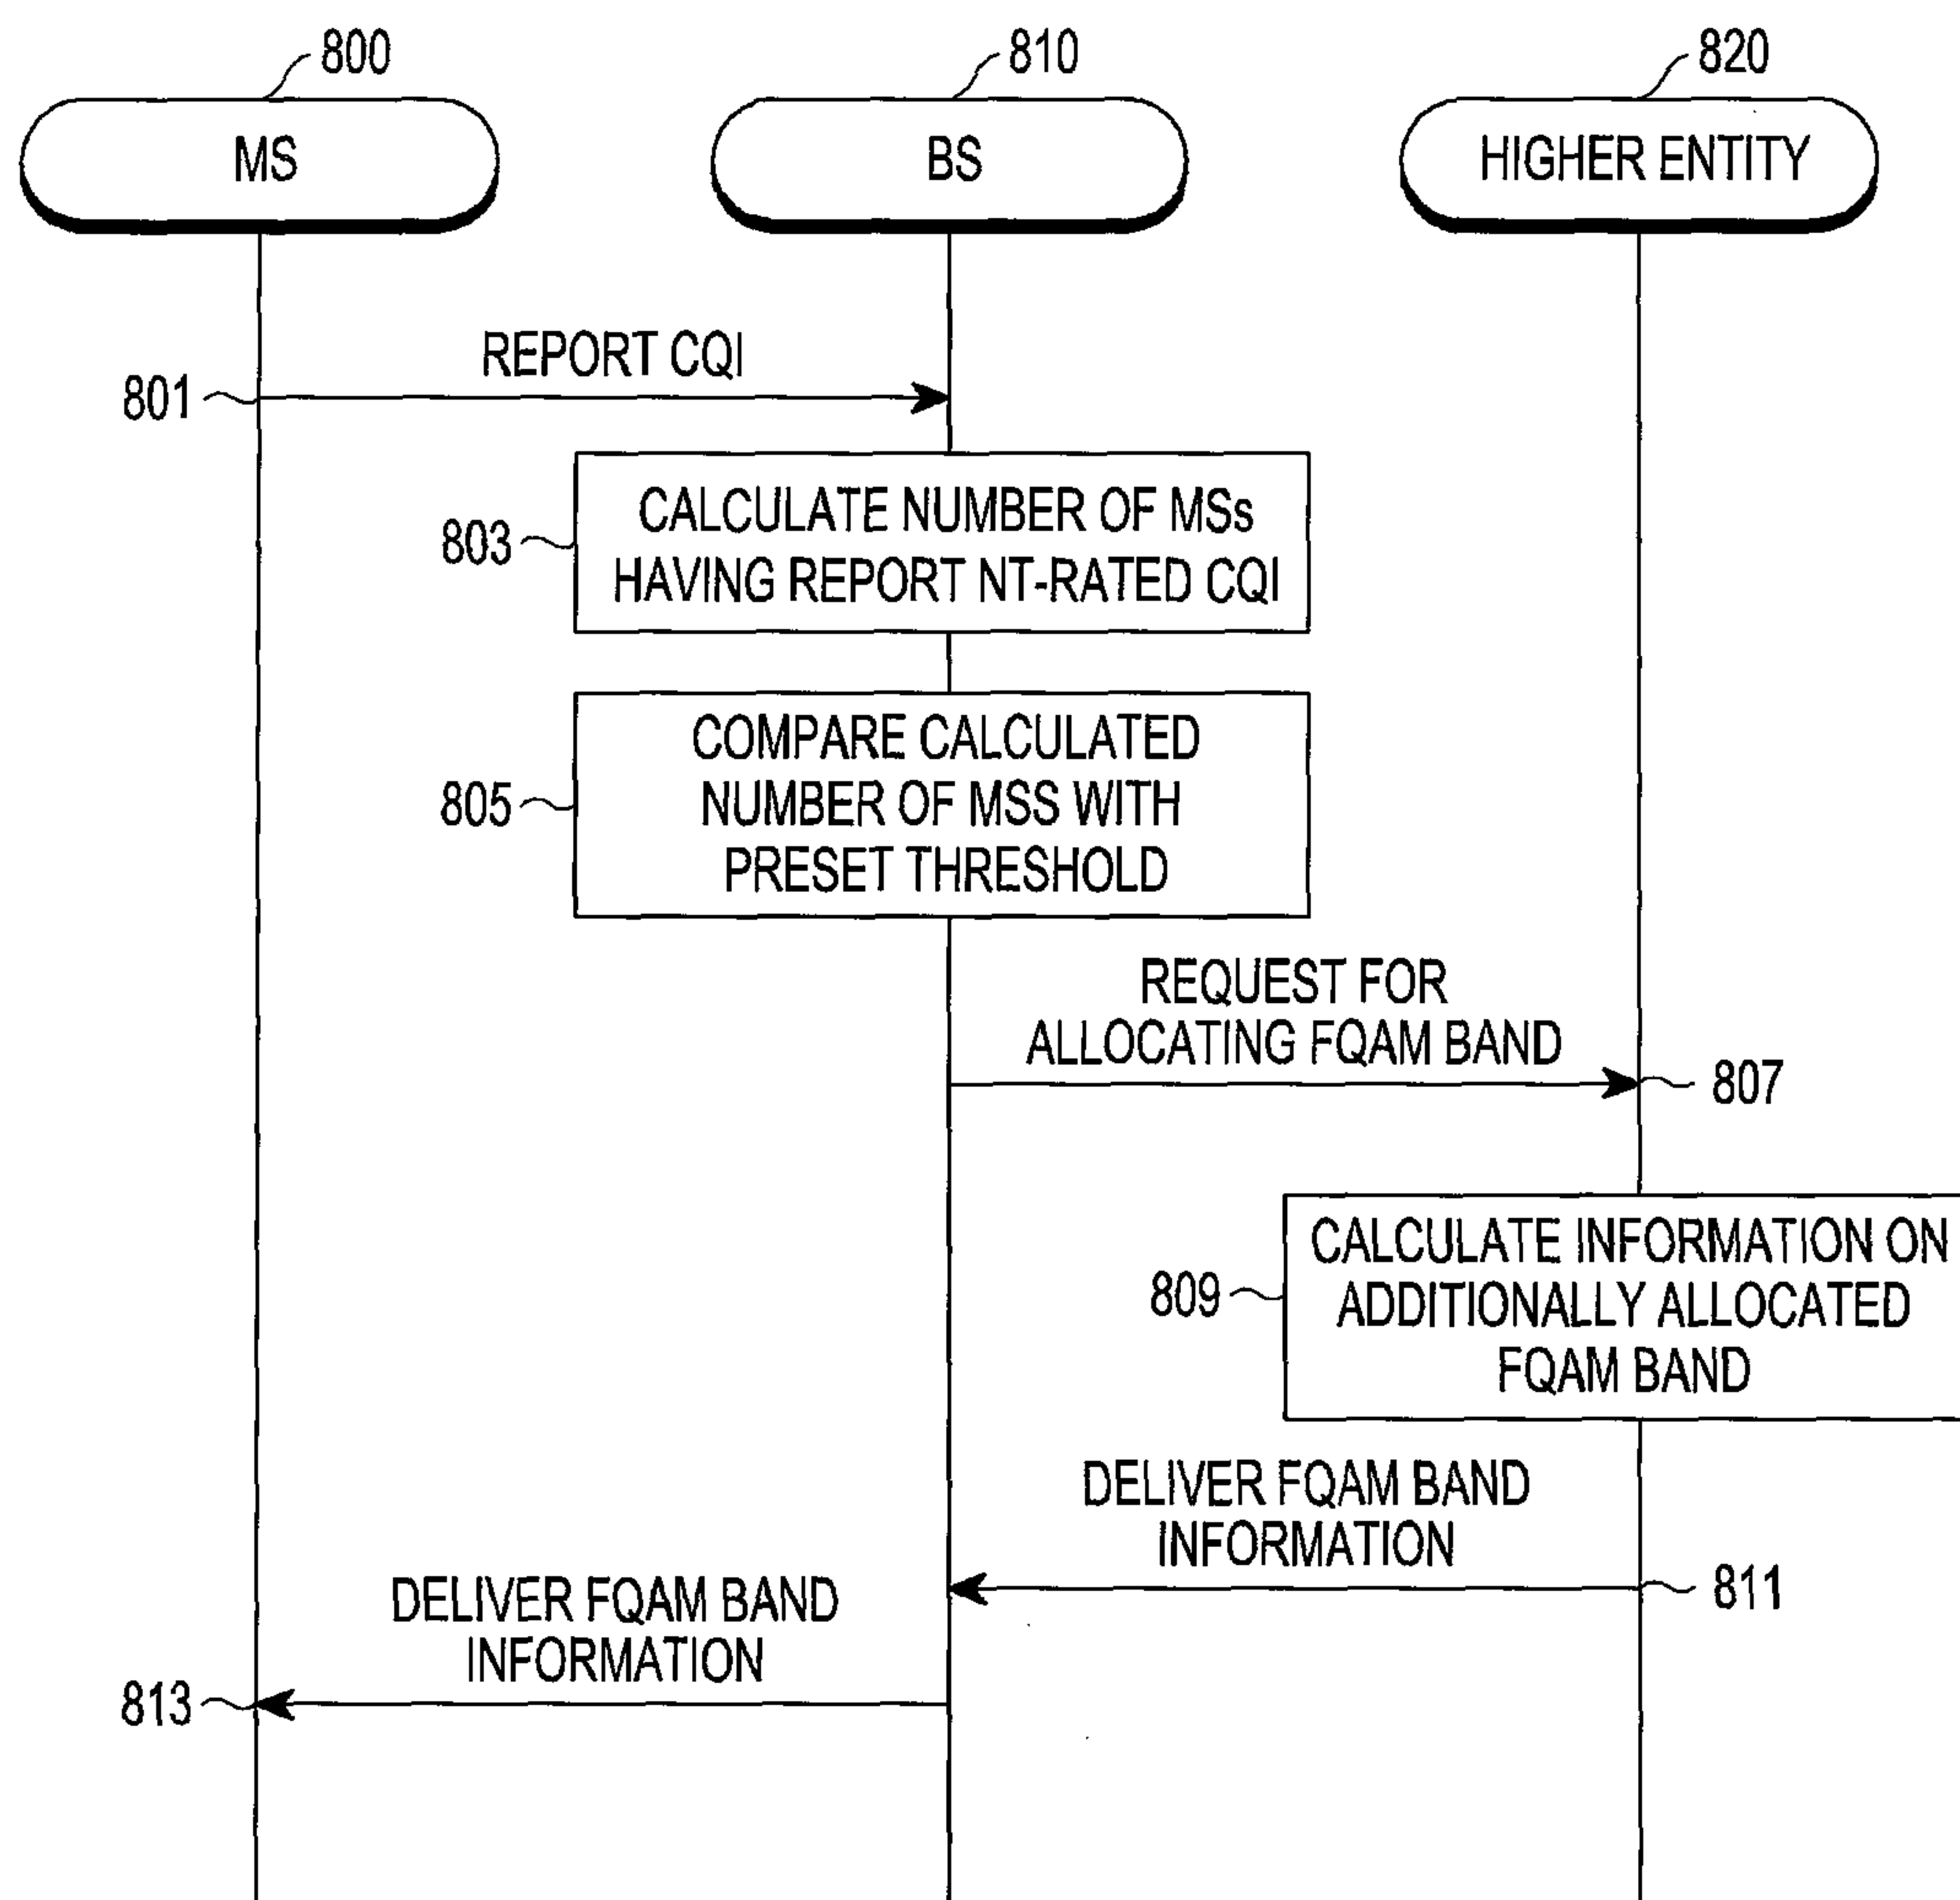 800
810
820
MS
BS
HIGHER ENTITY
REPORT CQI
801
CALCULATE NUMBER OF MSs
HAVING REPORT NT-RATED CQI
803
COMPARE CALCULATED
NUMBER OF MSS WITH
PRESET THRESHOLD
805
REQUEST FOR
ALLOCATING FQAM BAND
807
CALCULATE INFORMATION ON
ADDITIONALLY ALLOCATED
FQAM BAND
809
DELIVER FQAM BAND
INFORMATION
811
DELIVER FQAM BAND
INFORMATION
813